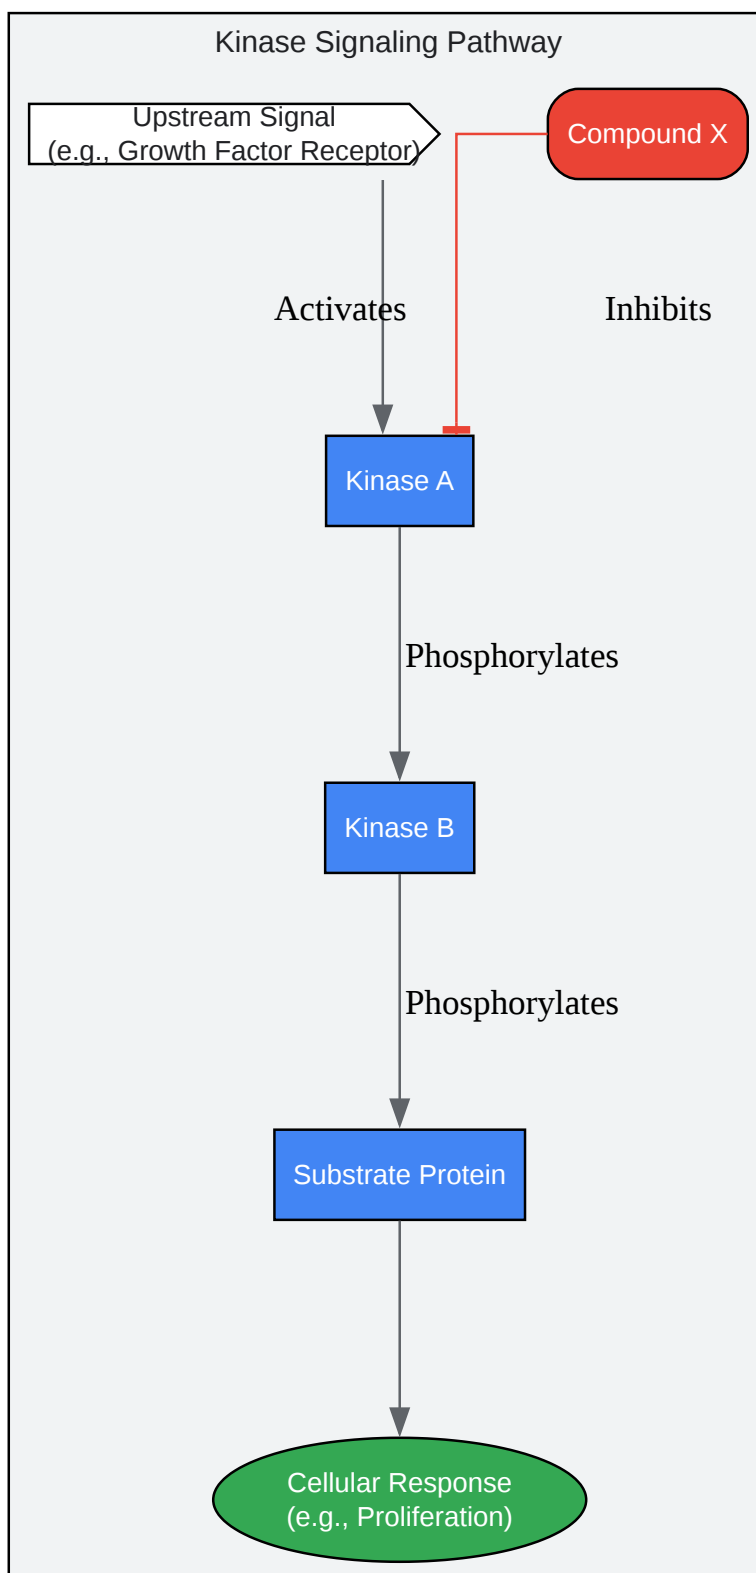 Kinase Signaling Pathway
Upstream Signal
(e.g., Growth Factor Receptor)
Compound X
Activates
Inhibits
Kinase A
Phosphorylates
Kinase B
Phosphorylates
Substrate Protein
Cellular Response
(e.g., Proliferation)